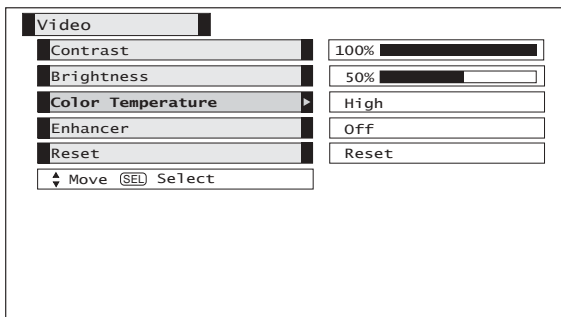 Video
Contrast 100%
Brightness 50%
Color Temperature High
Enhancer Off
Reset Reset
Move SEL Select